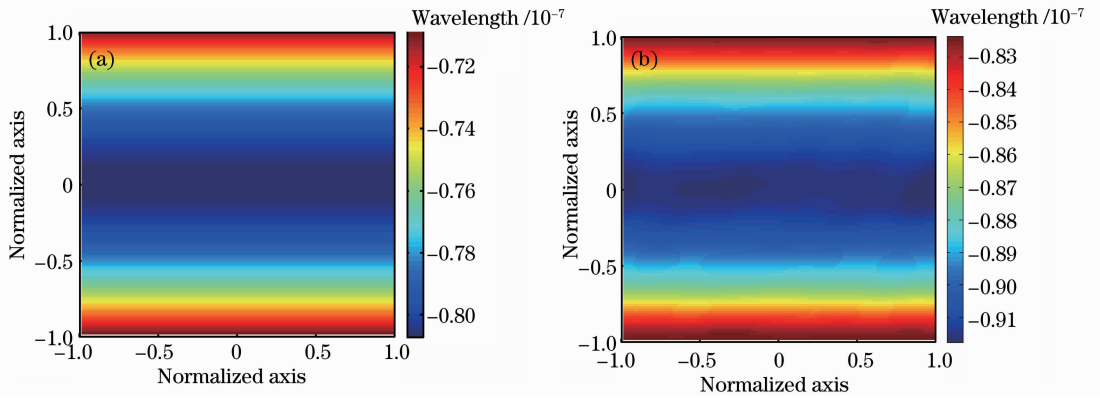 Wavelength /10⁻⁷
(a)
1.0
0.5
0
−0.5
−1.0
Normalized axis
−1.0 −0.5 0 0.5 1.0
Normalized axis
−0.72
−0.74
−0.76
−0.78
−0.80
Wavelength /10⁻⁷
(b)
1.0
0.5
0
−0.5
−1.0
Normalized axis
−1.0 −0.5 0 0.5 1.0
Normalized axis
−0.83
−0.84
−0.85
−0.86
−0.87
−0.88
−0.89
−0.90
−0.91